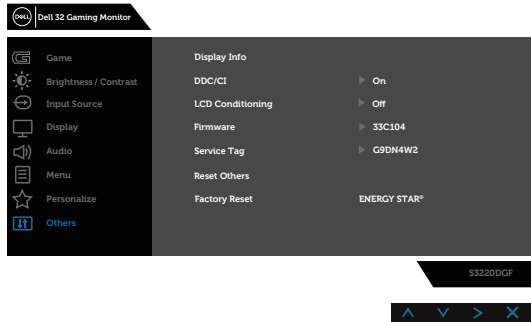 DELL Dell 32 Gaming Monitor
Game
Brightness / Contrast
Input Source
Display
Audio
Menu
Personalize
Others
Display Info
DDC/CI On
LCD Conditioning Off
Firmware 33C104
Service Tag G9DN4W2
Reset Others
Factory Reset ENERGY STAR®
S3220DGF